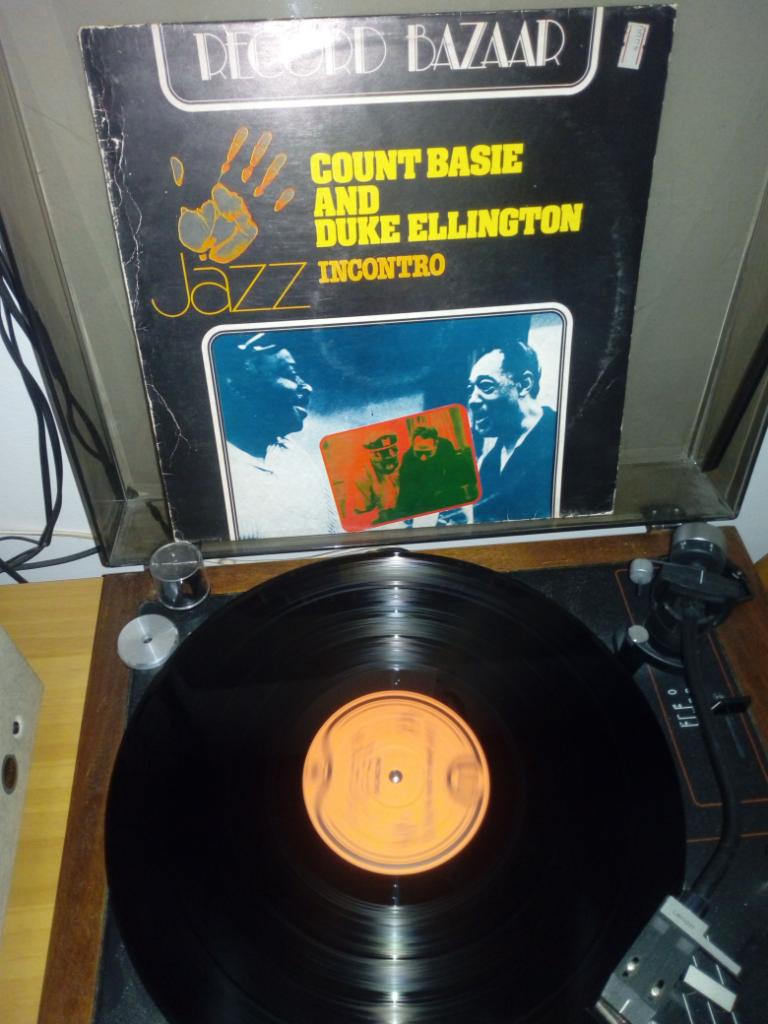 RECORD BAZAAR
COUNT BASIE
AND
DUKE ELLINGTON
Jazz
INCONTRO